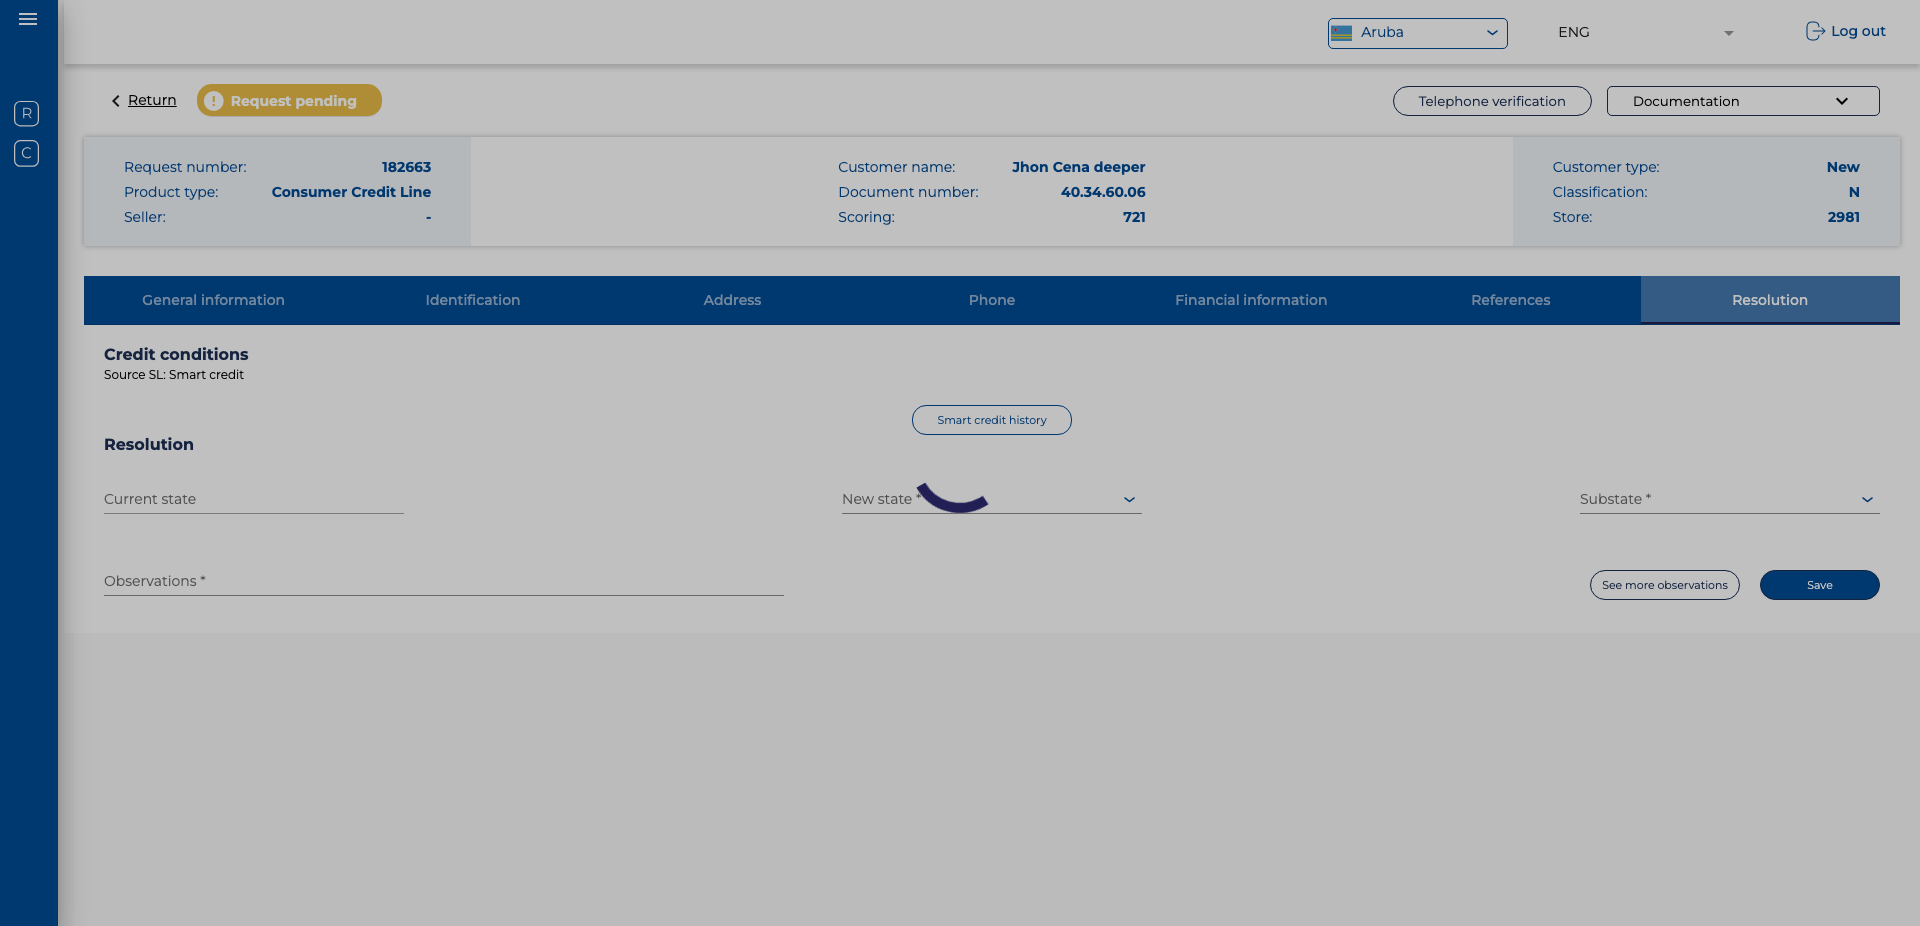 Aruba
ENG
Log out
R
C
Return
Request pending
Telephone verification
Documentation
Request number: 182663
Product type: Consumer Credit Line
Seller: -
Customer name: Jhon Cena deeper
Document number: 40.34.60.06
Scoring: 721
Customer type: New
Classification: N
Store: 2981
General information
Identification
Address
Phone
Financial information
References
Resolution
Credit conditions
Source SL: Smart credit
Smart credit history
Resolution
Current state
New state *
Substate *
Observations *
See more observations
Save